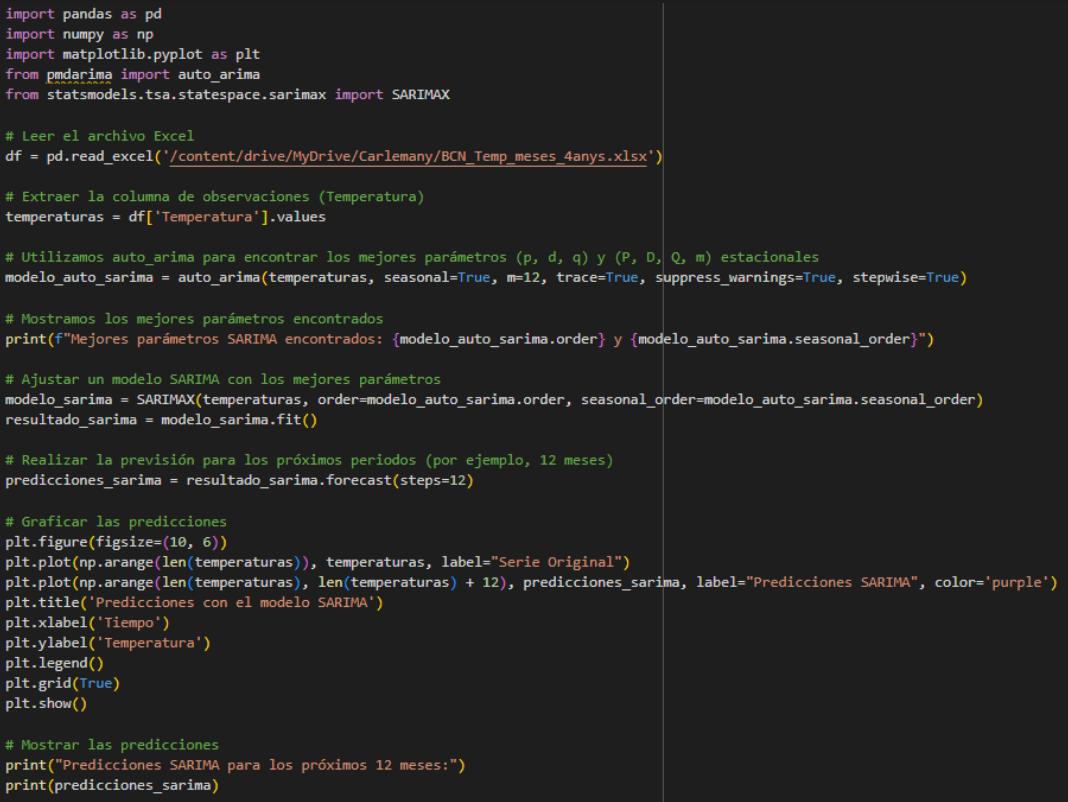 import pandas as pd
import numpy as np
import matplotlib.pyplot as plt
from pmdarima import auto_arima
from statsmodels.tsa.statespace.sarimax import SARIMAX

# Leer el archivo Excel
df = pd.read_excel('/content/drive/MyDrive/Carlemany/BCN_Temp_meses_4anys.xlsx')

# Extraer la columna de observaciones (Temperatura)
temperaturas = df['Temperatura'].values

# Utilizamos auto_arima para encontrar los mejores parámetros (p, d, q) y (P, D, Q, m) estacionales
modelo_auto_sarima = auto_arima(temperaturas, seasonal=True, m=12, trace=True, suppress_warnings=True, stepwise=True)

# Mostramos los mejores parámetros encontrados
print(f"Mejores parámetros SARIMA encontrados: {modelo_auto_sarima.order} y {modelo_auto_sarima.seasonal_order}")

# Ajustar un modelo SARIMA con los mejores parámetros
modelo_sarima = SARIMAX(temperaturas, order=modelo_auto_sarima.order, seasonal_order=modelo_auto_sarima.seasonal_order)
resultado_sarima = modelo_sarima.fit()

# Realizar la previsión para los próximos periodos (por ejemplo, 12 meses)
predicciones_sarima = resultado_sarima.forecast(steps=12)

# Graficar las predicciones
plt.figure(figsize=(10, 6))
plt.plot(np.arange(len(temperaturas)), temperaturas, label="Serie Original")
plt.plot(np.arange(len(temperaturas), len(temperaturas) + 12), predicciones_sarima, label="Predicciones SARIMA", color='purple')
plt.title('Predicciones con el modelo SARIMA')
plt.xlabel('Tiempo')
plt.ylabel('Temperatura')
plt.legend()
plt.grid(True)
plt.show()

# Mostrar las predicciones
print("Predicciones SARIMA para los próximos 12 meses:")
print(predicciones_sarima)